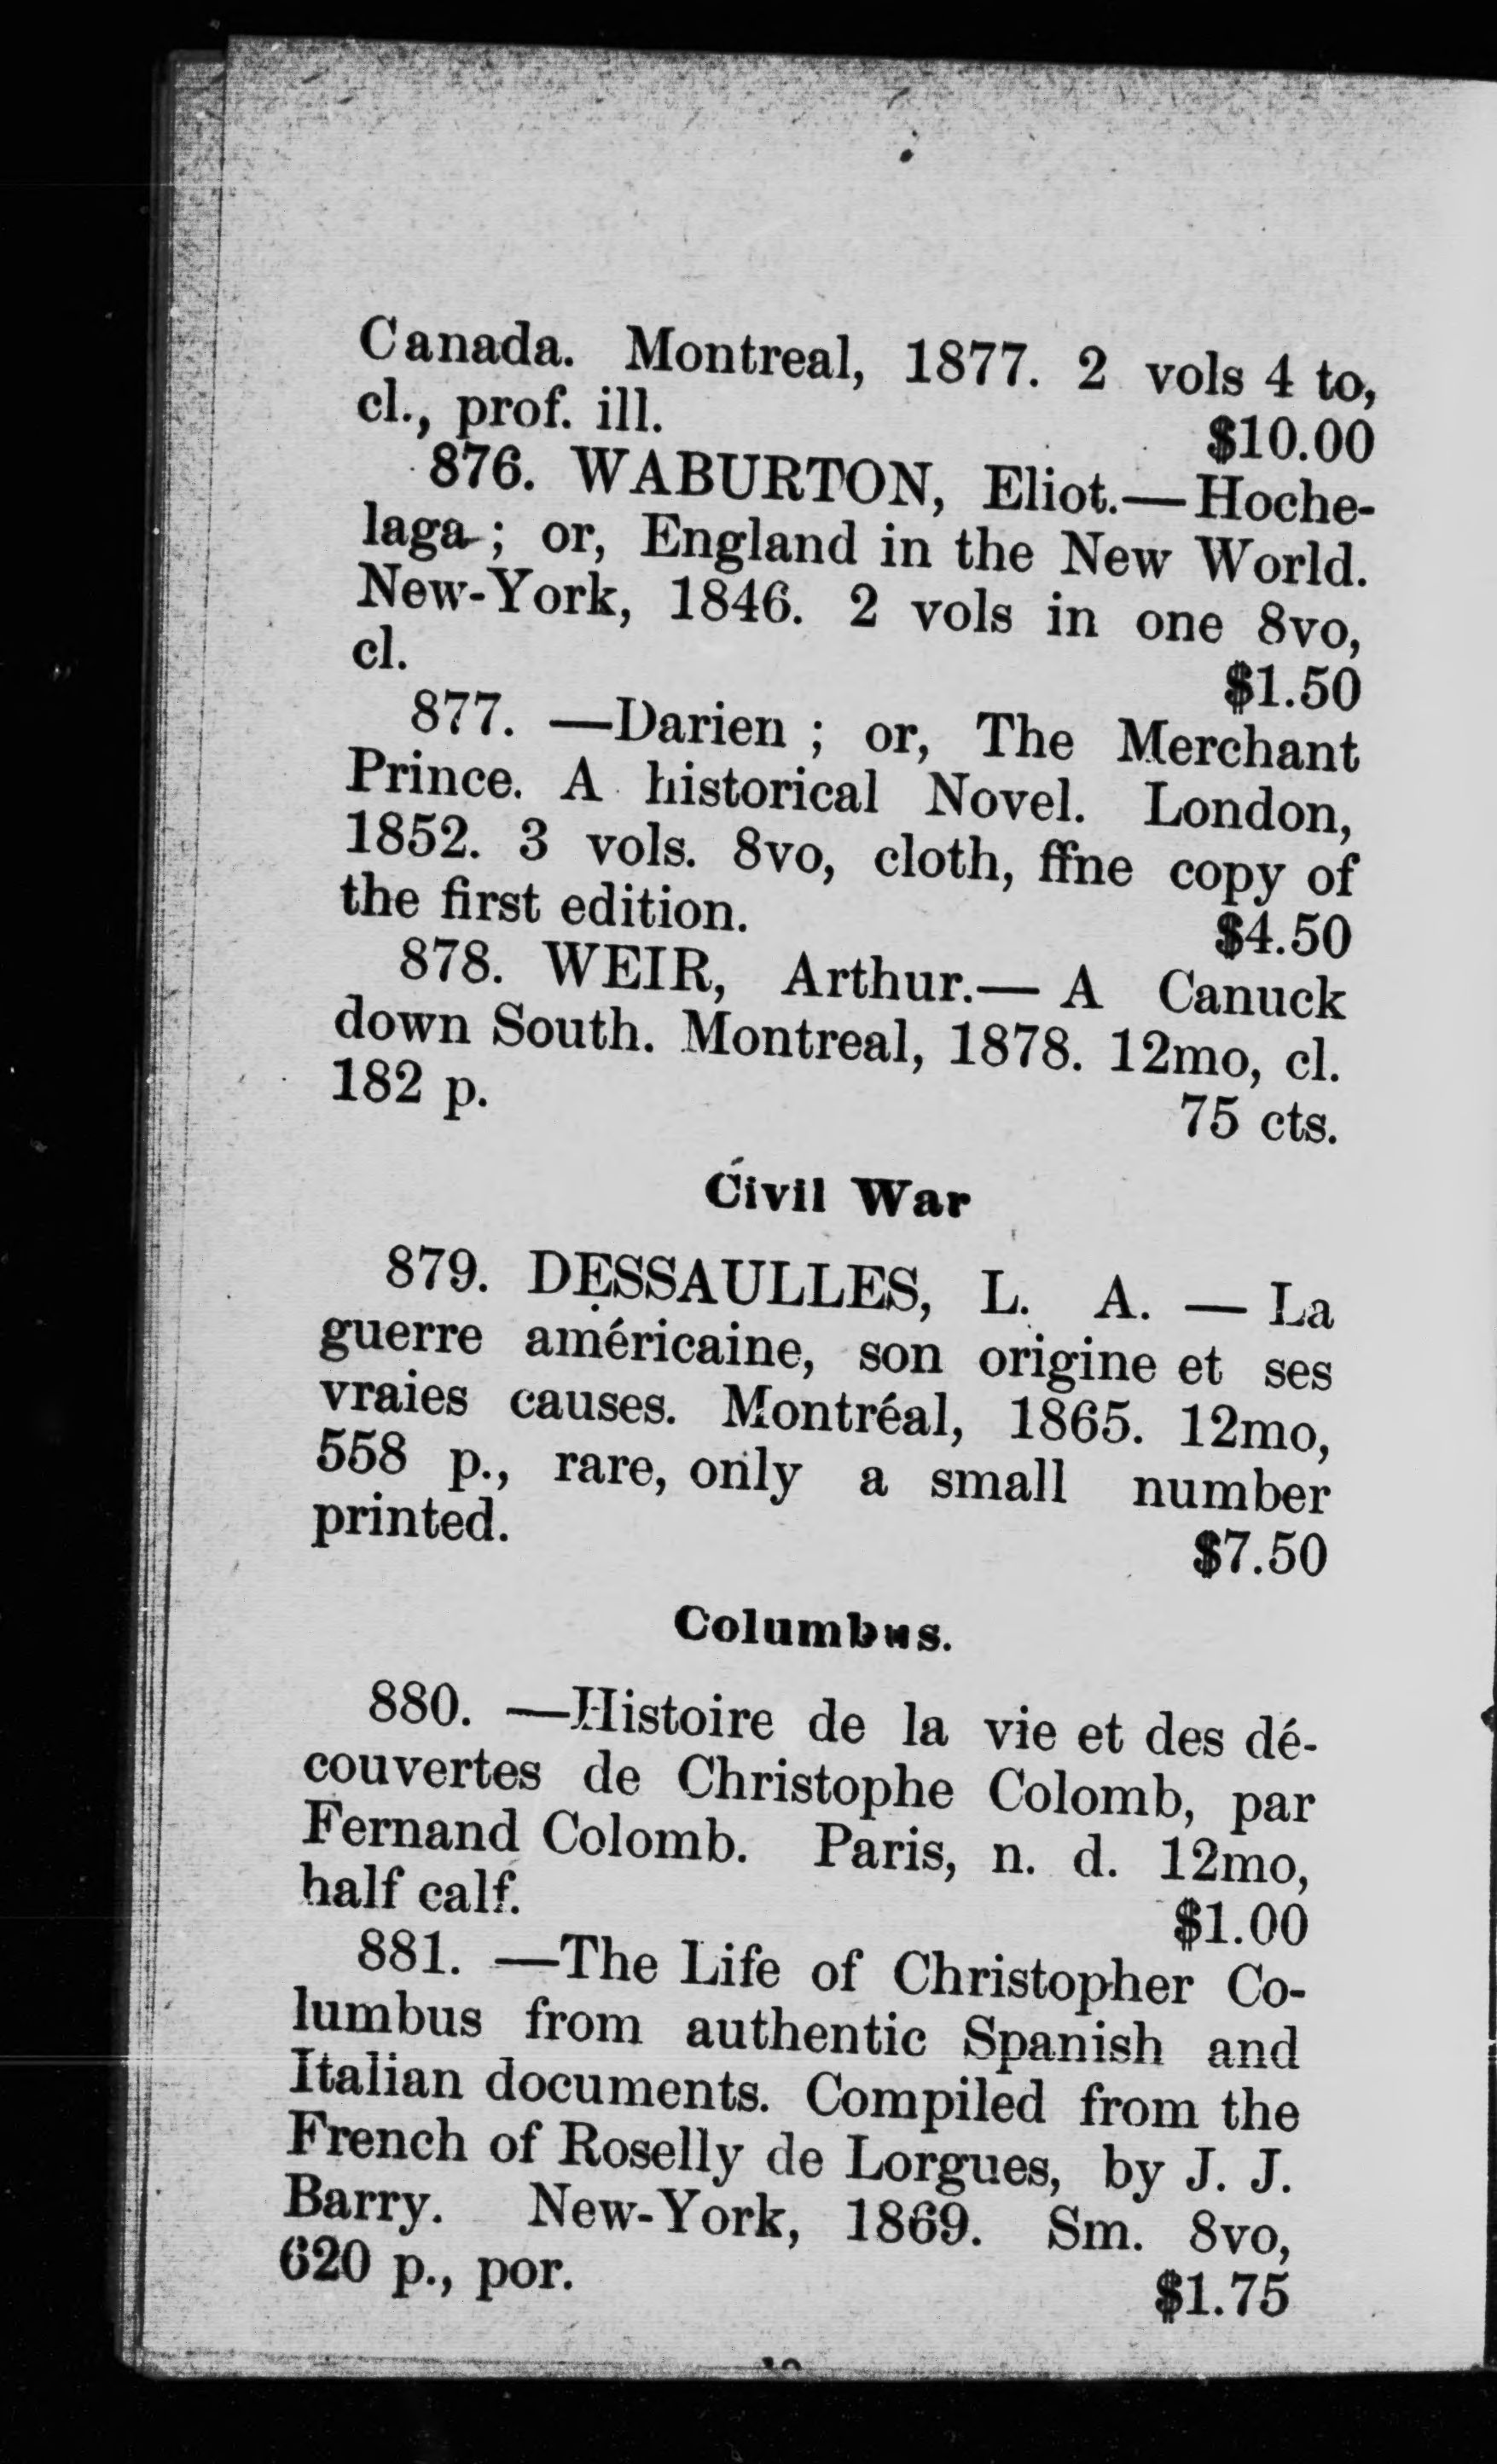 Canada. Montreal, 1877. 2 vols 4 to,
cl., prof. ill. $10.00
876. WABURTON, Eliot.—Hoche-
laga ; or, England in the New World.
New-York, 1846. 2 vols in one 8vo,
cl. $1.50
877. —Darien ; or, The Merchant
Prince. A historical Novel. London,
1852. 3 vols. 8vo, cloth, ffne copy of
the first edition. $4.50
878. WEIR, Arthur.— A Canuck
down South. Montreal, 1878. 12mo, cl.
182 p. 75 cts.
Civil War
879. DESSAULLES, L. A. — La
guerre américaine, son origine et ses
vraies causes. Montréal, 1865. 12mo,
558 p., rare, only a small number
printed. $7.50
Columbus.
880. —Histoire de la vie et des dé-
couvertes de Christophe Colomb, par
Fernand Colomb. Paris, n. d. 12mo,
half calf. $1.00
881. —The Life of Christopher Co-
lumbus from authentic Spanish and
Italian documents. Compiled from the
French of Roselly de Lorgues, by J. J.
Barry. New-York, 1869. Sm. 8vo,
620 p., por. $1.75